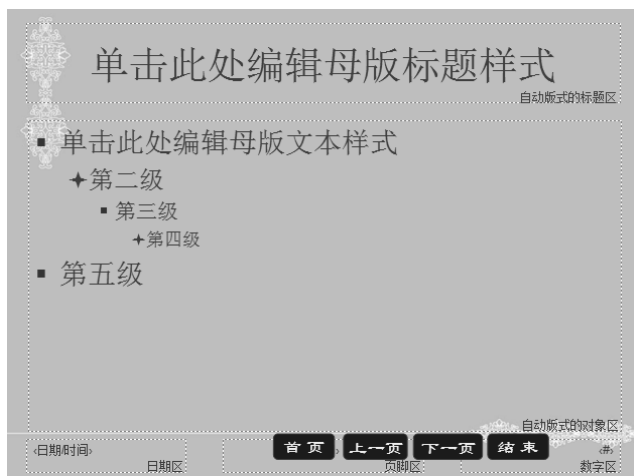 单击此处编辑母版标题样式
自动版式的标题区
▪ 单击此处编辑母版文本样式
✦第二级
▪ 第三级
✦第四级
▪ 第五级
自动版式的对象区
‹日期/时间›
首 页 上一页 下一页 结 束
‹#›
日期区 页脚区 数字区